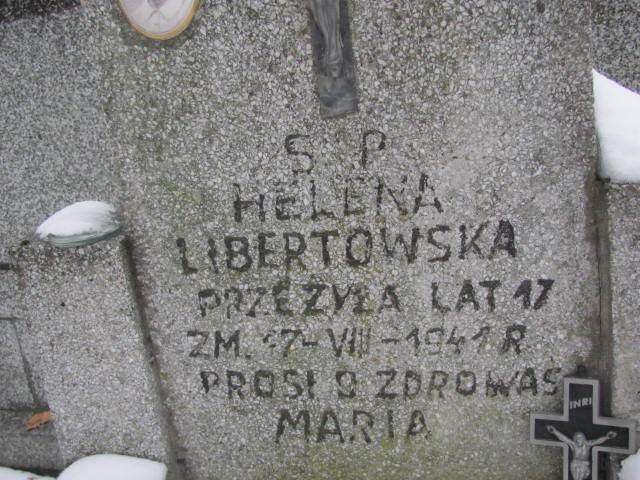 Ś P
HELENA
LIBERTOWSKA
PRZEŻYŁA LAT 17
ZM. 17-VIII-1941 R
PROSI O ZDROWAŚ
MARIA
INRI